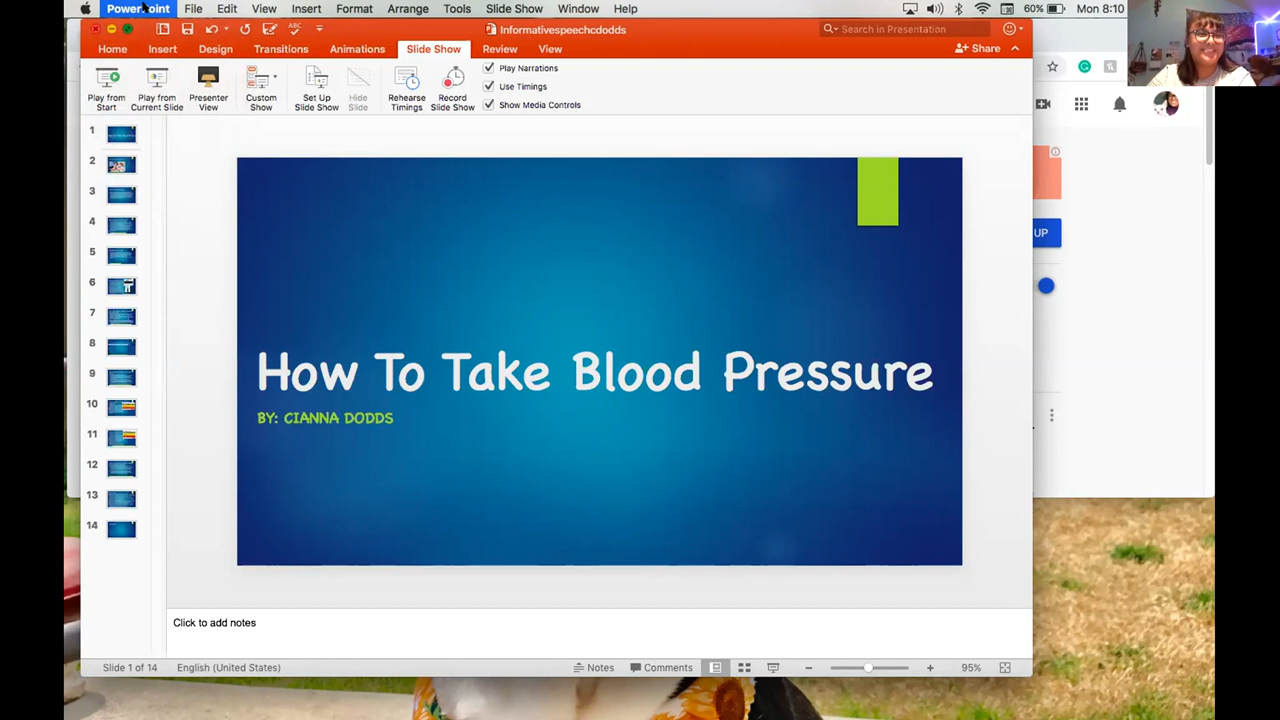 PowerPoint File Edit View Insert Format Arrange Tools Slide Show Window Help 60% Mon 8:10
ABC Informativespeechcdodds Search in Presentation
Home Insert Design Transitions Animations Slide Show Review View Share
Play from Start
Play from Current Slide
Presenter View
Custom Show
Set Up Slide Show
Hide Slide
Rehearse Timings
Record Slide Show
Play Narrations
Use Timings
Show Media Controls
1
2
3
4
5
6
7
8
9
10
11
12
13
14
How To Take Blood Pressure
BY: CIANNA DODDS
UP
Click to add notes
Slide 1 of 14 English (United States) Notes Comments 95%